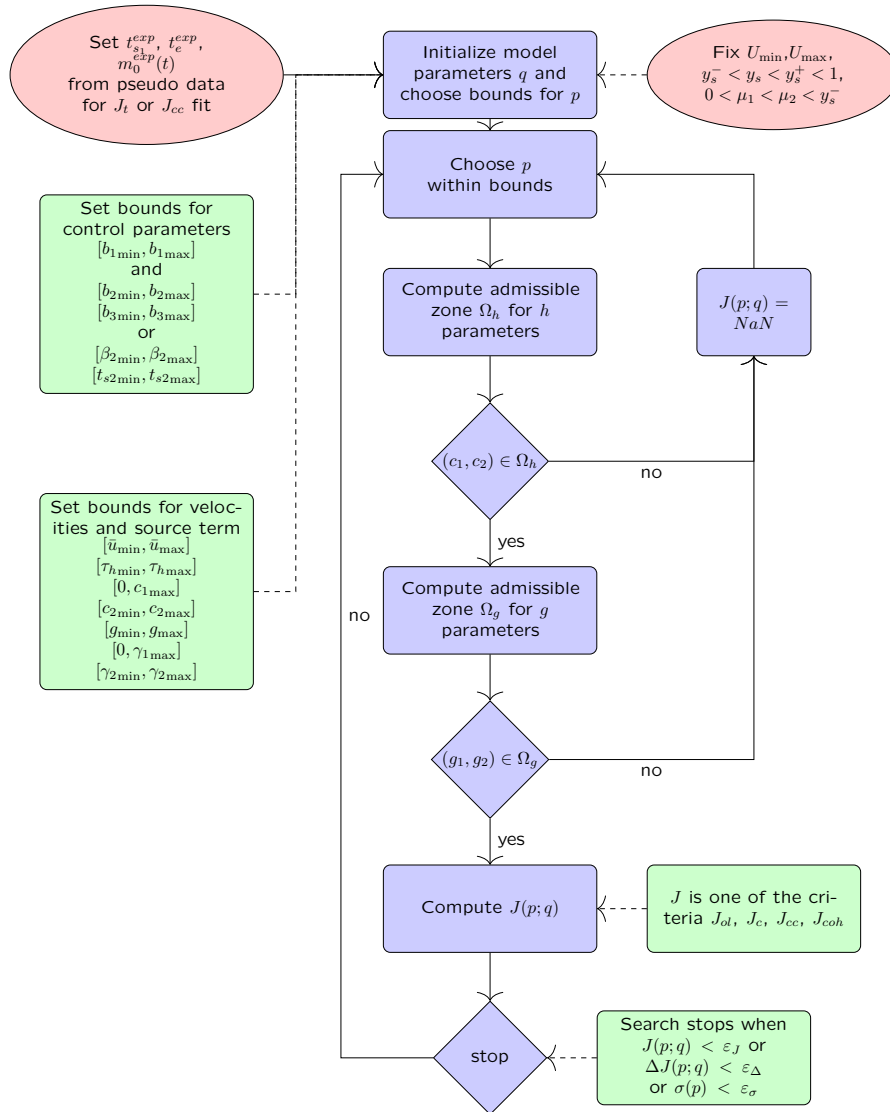 Set $t_{s_1}^{exp}$, $t_e^{exp}$,
$m_0^{exp}(t)$
from pseudo data
for $J_t$ or $J_{cc}$ fit
Initialize model
parameters $q$ and
choose bounds for $p$
Fix $U_{\min}$,$U_{\max}$,
$y_s^- < y_s < y_s^+ < 1$,
$0 < \mu_1 < \mu_2 < y_s^-$
Choose $p$
within bounds
Set bounds for
control parameters
$[b_{1\min}, b_{1\max}]$
and
$[b_{2\min}, b_{2\max}]$
$[b_{3\min}, b_{3\max}]$
or
$[\beta_{2\min}, \beta_{2\max}]$
$[t_{s2\min}, t_{s2\max}]$
Compute admissible
zone $\Omega_h$ for $h$
parameters
$J(p; q) =$
$NaN$
$(c_1, c_2) \in \Omega_h$
no
yes
Set bounds for veloc-
ities and source term
$[\bar{u}_{\min}, \bar{u}_{\max}]$
$[\tau_{h\min}, \tau_{h\max}]$
$[0, c_{1\max}]$
$[c_{2\min}, c_{2\max}]$
$[g_{\min}, g_{\max}]$
$[0, \gamma_{1\max}]$
$[\gamma_{2\min}, \gamma_{2\max}]$
no
Compute admissible
zone $\Omega_g$ for $g$
parameters
$(g_1, g_2) \in \Omega_g$
no
yes
Compute $J(p; q)$
$J$ is one of the cri-
teria $J_{ol}$, $J_c$, $J_{cc}$, $J_{coh}$
stop
Search stops when
$J(p; q) < \varepsilon_J$ or
$\Delta J(p; q) < \varepsilon_\Delta$
or $\sigma(p) < \varepsilon_\sigma$